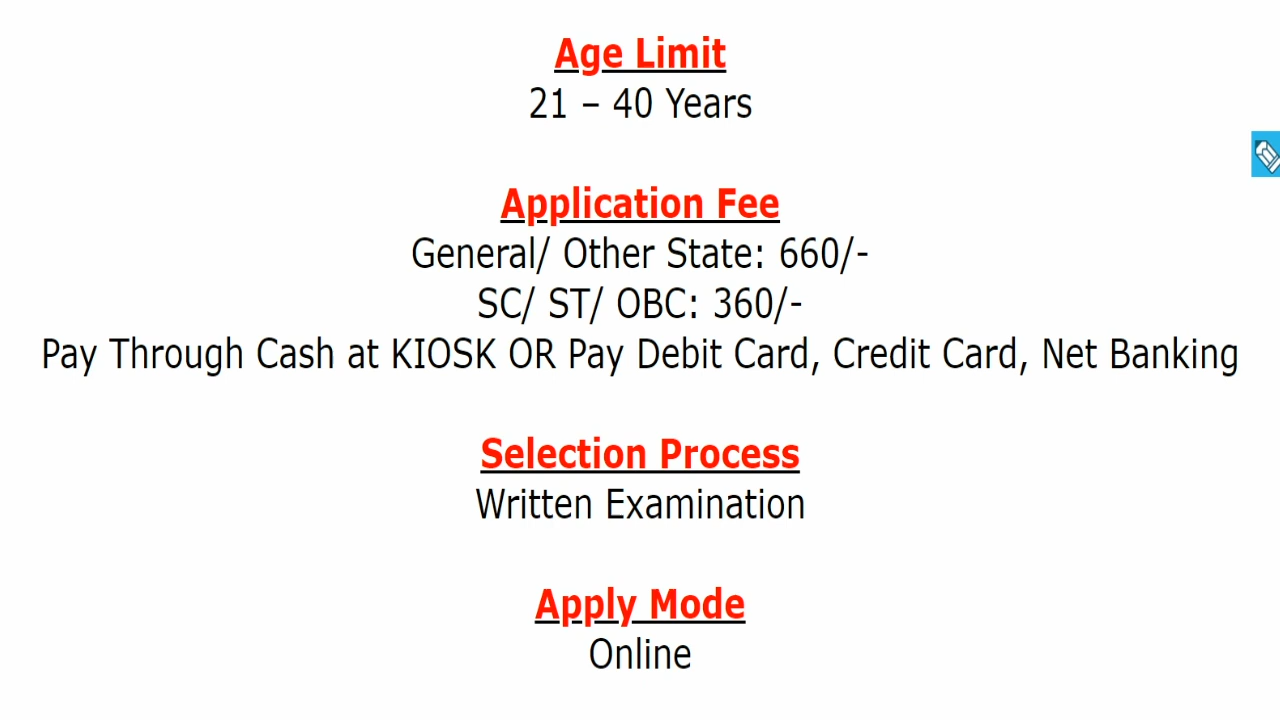 Age Limit
21 – 40 Years
Application Fee
General/ Other State: 660/-
SC/ ST/ OBC: 360/-
Pay Through Cash at KIOSK OR Pay Debit Card, Credit Card, Net Banking
Selection Process
Written Examination
Apply Mode
Online